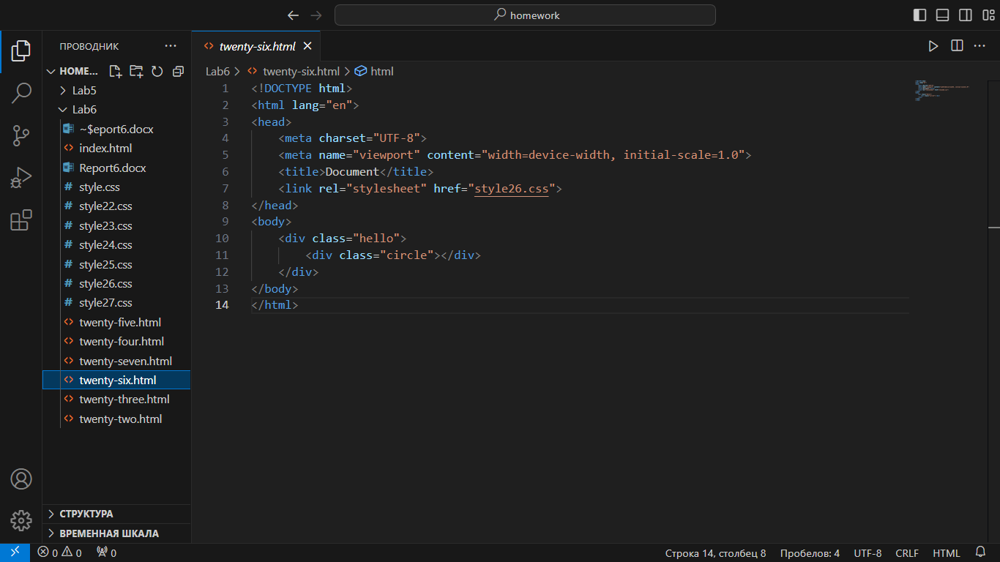 homework
ПРОВОДНИК
HOME...
Lab5
Lab6
~$eport6.docx
index.html
Report6.docx
style.css
style22.css
style23.css
style24.css
style25.css
style26.css
style27.css
twenty-five.html
twenty-four.html
twenty-seven.html
twenty-six.html
twenty-three.html
twenty-two.html
СТРУКТУРА
ВРЕМЕННАЯ ШКАЛА
twenty-six.html
Lab6 > twenty-six.html > html
1 <!DOCTYPE html>
2 <html lang="en">
3 <head>
4 <meta charset="UTF-8">
5 <meta name="viewport" content="width=device-width, initial-scale=1.0">
6 <title>Document</title>
7 <link rel="stylesheet" href="style26.css">
8 </head>
9 <body>
10 <div class="hello">
11 <div class="circle"></div>
12 </div>
13 </body>
14 </html>
0 0 0
Строка 14, столбец 8 Пробелов: 4 UTF-8 CRLF HTML